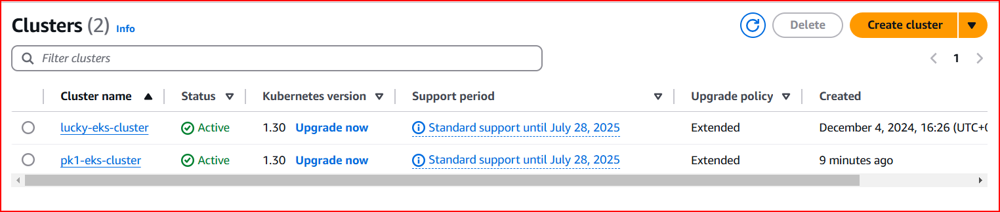 Clusters (2) Info Delete Create cluster
Filter clusters 1
Cluster name Status Kubernetes version Support period Upgrade policy Created
lucky-eks-cluster Active 1.30 Upgrade now Standard support until July 28, 2025 Extended December 4, 2024, 16:26 (UTC+0
pk1-eks-cluster Active 1.30 Upgrade now Standard support until July 28, 2025 Extended 9 minutes ago